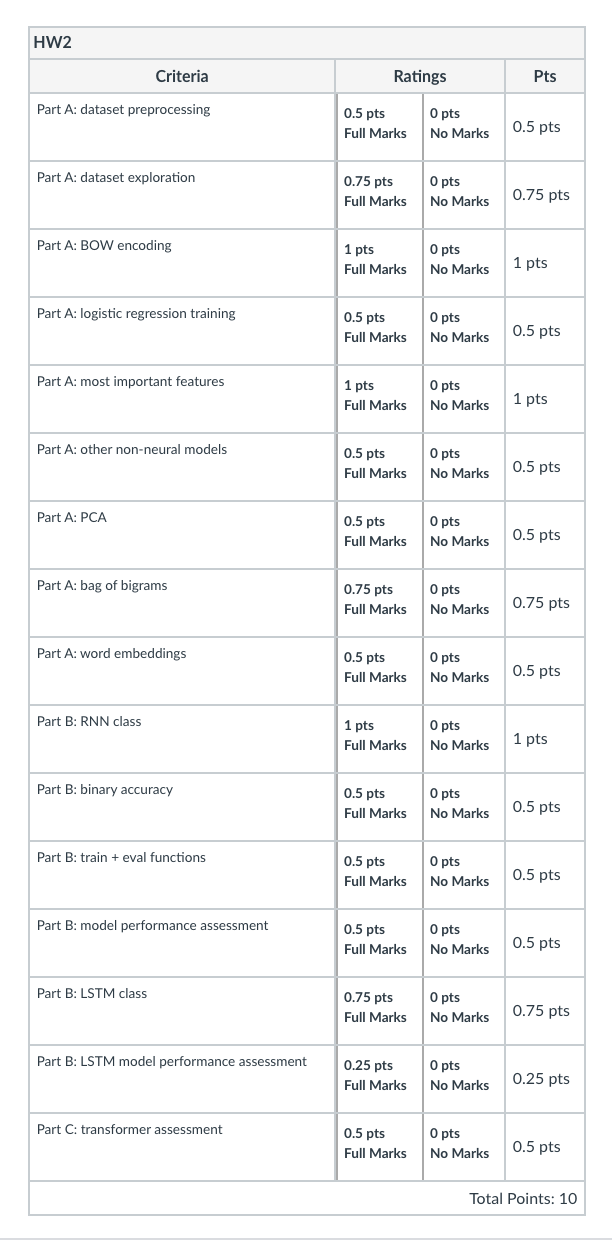 HW2
Criteria Ratings Pts
Part A: dataset preprocessing
0.5 pts 0 pts
Full Marks No Marks
0.5 pts
Part A: dataset exploration
0.75 pts 0 pts
Full Marks No Marks
0.75 pts
Part A: BOW encoding
1 pts 0 pts
Full Marks No Marks
1 pts
Part A: logistic regression training
0.5 pts 0 pts
Full Marks No Marks
0.5 pts
Part A: most important features
1 pts 0 pts
Full Marks No Marks
1 pts
Part A: other non-neural models
0.5 pts 0 pts
Full Marks No Marks
0.5 pts
Part A: PCA
0.5 pts 0 pts
Full Marks No Marks
0.5 pts
Part A: bag of bigrams
0.75 pts 0 pts
Full Marks No Marks
0.75 pts
Part A: word embeddings
0.5 pts 0 pts
Full Marks No Marks
0.5 pts
Part B: RNN class
1 pts 0 pts
Full Marks No Marks
1 pts
Part B: binary accuracy
0.5 pts 0 pts
Full Marks No Marks
0.5 pts
Part B: train + eval functions
0.5 pts 0 pts
Full Marks No Marks
0.5 pts
Part B: model performance assessment
0.5 pts 0 pts
Full Marks No Marks
0.5 pts
Part B: LSTM class
0.75 pts 0 pts
Full Marks No Marks
0.75 pts
Part B: LSTM model performance assessment
0.25 pts 0 pts
Full Marks No Marks
0.25 pts
Part C: transformer assessment
0.5 pts 0 pts
Full Marks No Marks
0.5 pts
Total Points: 10